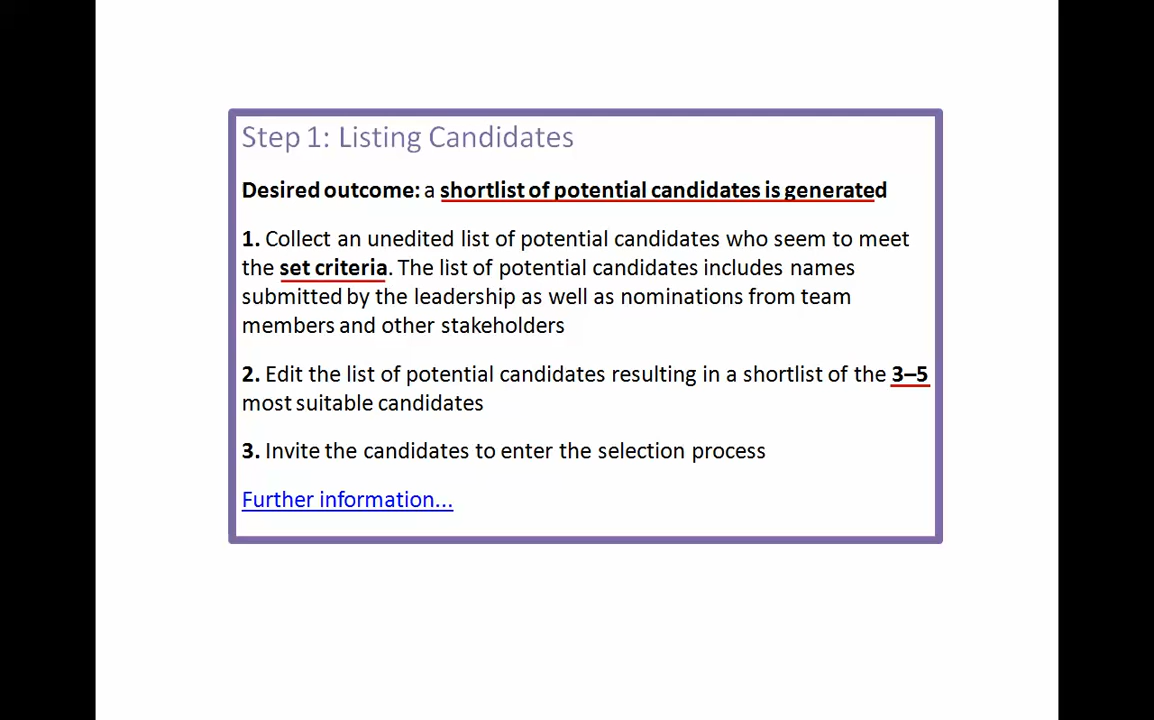 Step 1: Listing Candidates
Desired outcome: a shortlist of potential candidates is generated
1. Collect an unedited list of potential candidates who seem to meet
the set criteria. The list of potential candidates includes names
submitted by the leadership as well as nominations from team
members and other stakeholders
2. Edit the list of potential candidates resulting in a shortlist of the 3–5
most suitable candidates
3. Invite the candidates to enter the selection process
Further information...